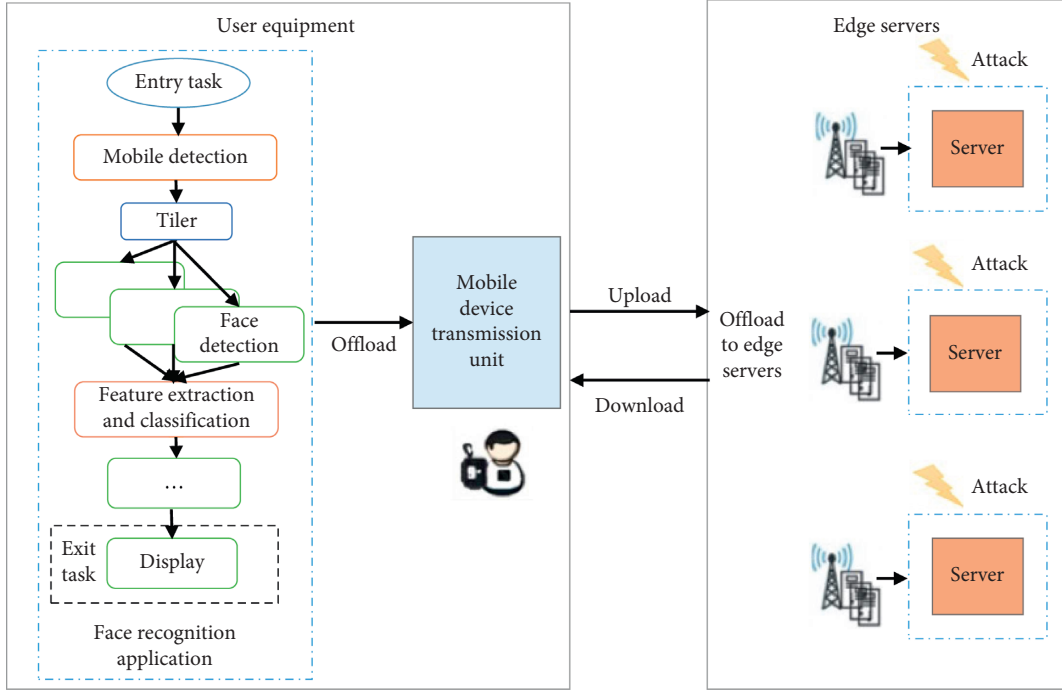 User equipment
Entry task
Mobile detection
Tiler
Face
detection
Feature extraction
and classification
...
Exit
task
Display
Face recognition
application
Offload
Mobile
device
transmission
unit
Upload
Download
Edge servers
Offload
to edge
servers
Attack
Server
Attack
Server
Attack
Server